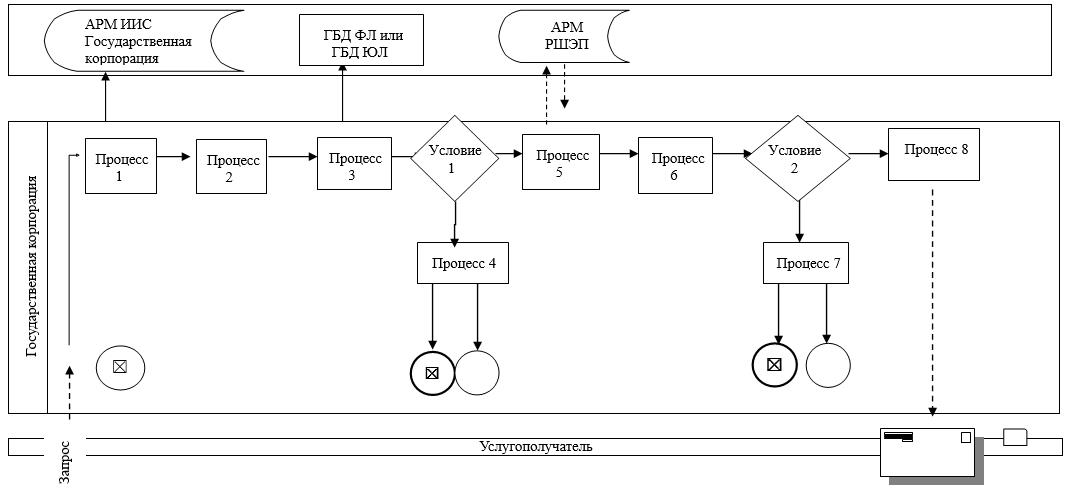 АРМ ИИС
Государственная
корпорация
ГБД ФЛ или
ГБД ЮЛ
АРМ
РШЭП
Государственная корпорация
Процесс
1
Процесс
2
Процесс
3
Условие
1
Процесс
5
Процесс
6
Условие
2
Процесс 8
Процесс 4
Процесс 7
Запрос
Услугополучатель